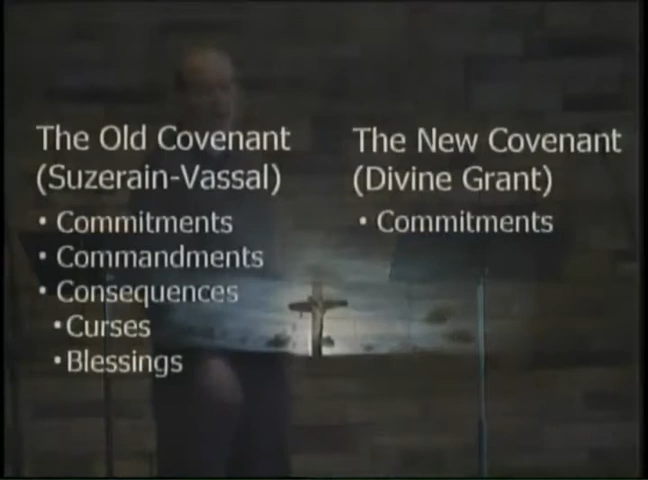 The Old Covenant
(Suzerain-Vassal)
• Commitments
• Commandments
• Consequences
• Curses
• Blessings
The New Covenant
(Divine Grant)
• Commitments